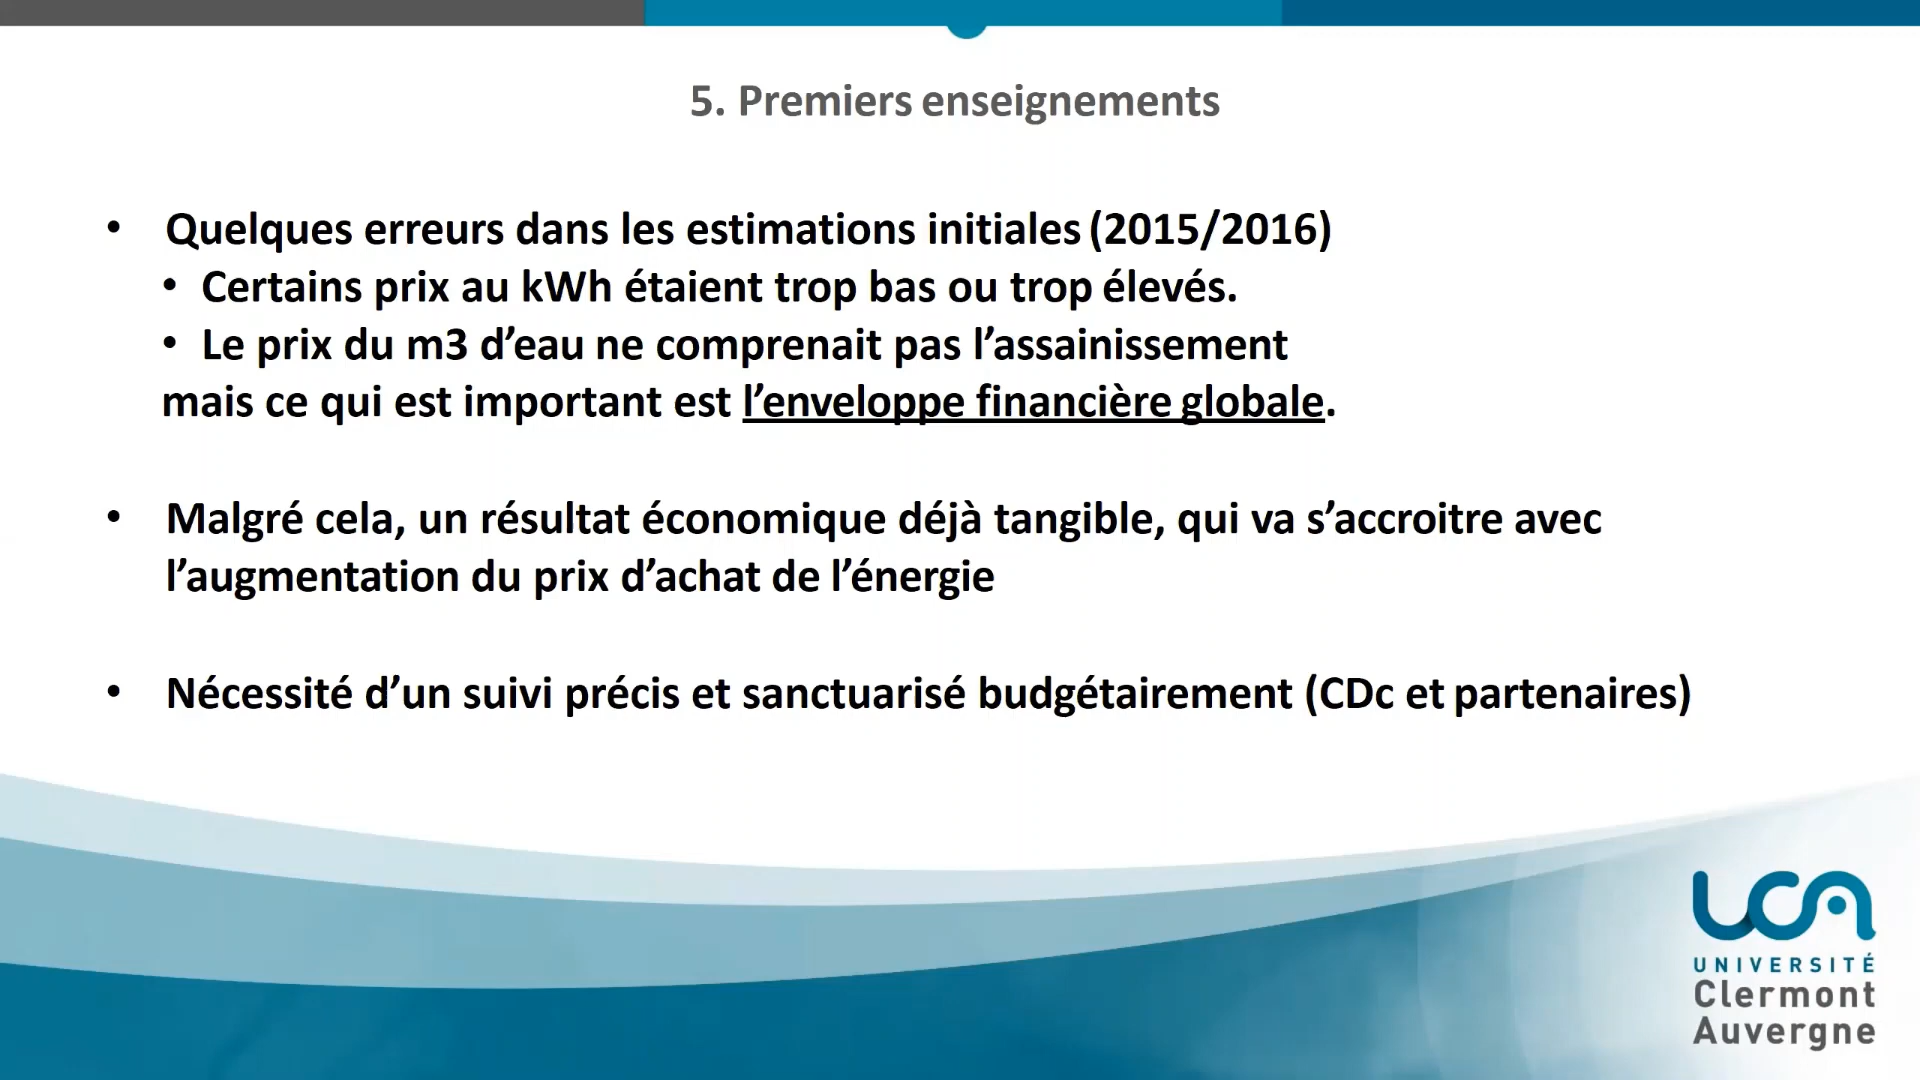 5. Premiers enseignements
• Quelques erreurs dans les estimations initiales (2015/2016)
• Certains prix au kWh étaient trop bas ou trop élevés.
• Le prix du m3 d’eau ne comprenait pas l’assainissement
mais ce qui est important est l’enveloppe financière globale.
• Malgré cela, un résultat économique déjà tangible, qui va s’accroitre avec
l’augmentation du prix d’achat de l’énergie
• Nécessité d’un suivi précis et sanctuarisé budgétairement (CDc et partenaires)
UCA
UNIVERSITÉ
Clermont
Auvergne